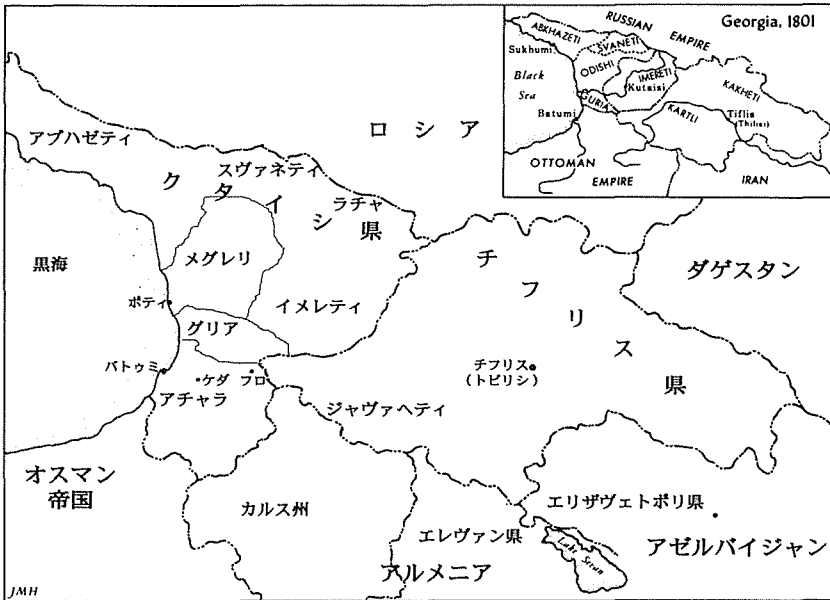 Georgia, 1801
RUSSIAN EMPIRE
ABKHAZETI
SVANETI
Sukhumi
ODISHI
IMERETI
Kutaisi
Black
Sea
GURIA
KAKHETI
Batumi
KARTLI
Tiflis
(Tbilisi)
OTTOMAN
EMPIRE
IRAN
ロシア
アブハゼティ
スヴァネティ
クタイシ県
ラチャ
メグレリ
黒海
チフリス県
ダゲスタン
ポティ
イメレティ
グリア
バトゥミ
ケダ
フロ
チフリス
(トビリシ)
アチャラ
ジャヴァヘティ
オスマン
帝国
カルス州
エリザヴェトポリ県
エレヴァン県
Lake Sevan
アゼルバイジャン
アルメニア
JMH